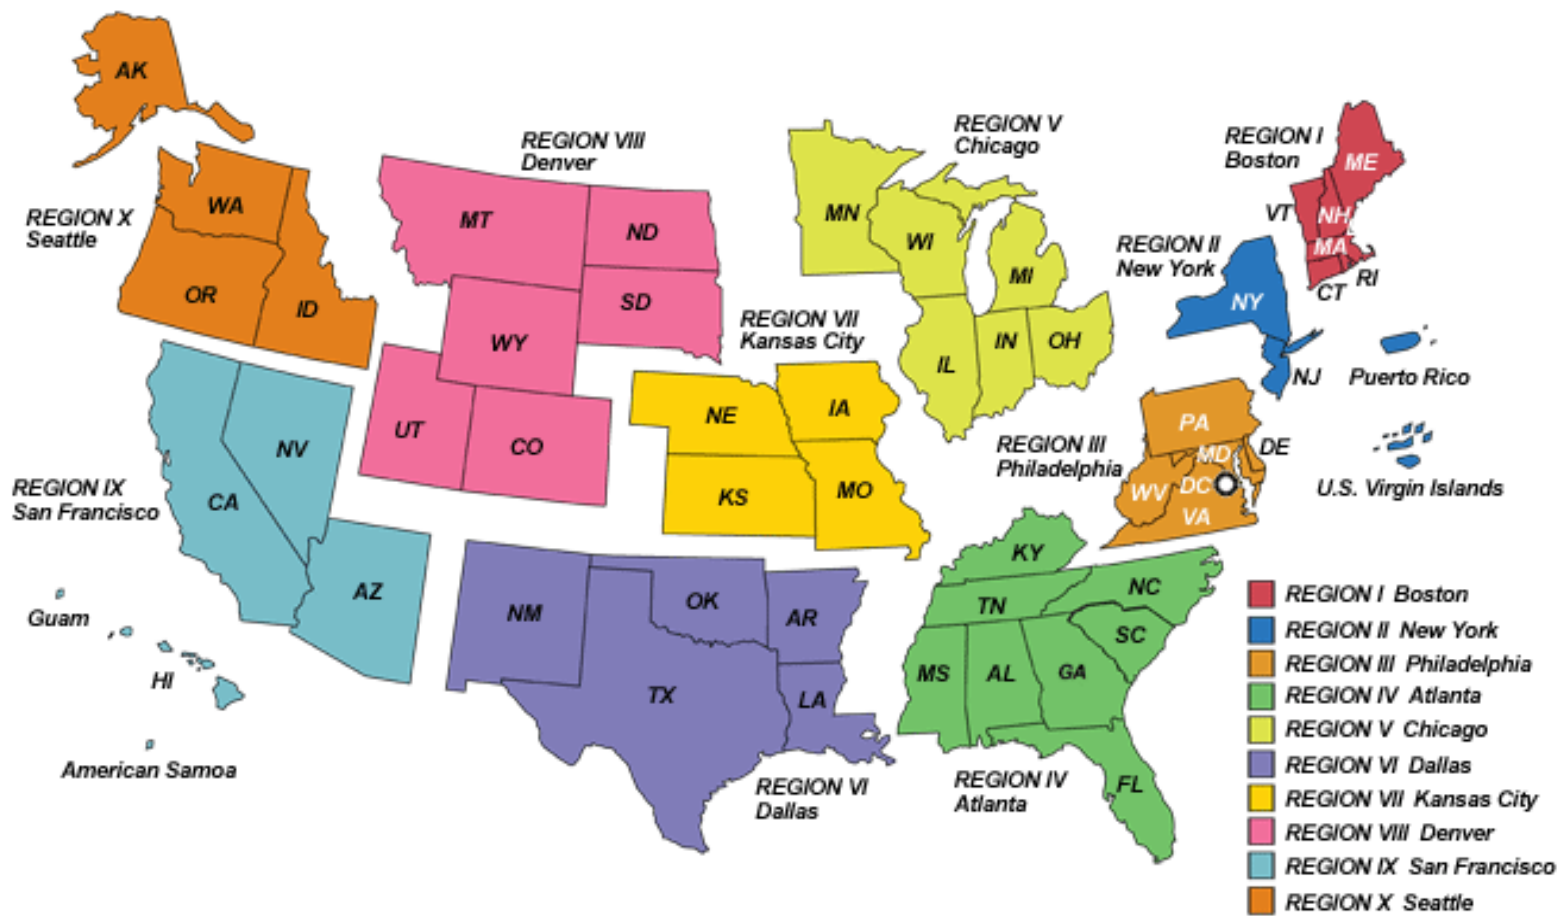 AK
REGION VIII
Denver
REGION V
Chicago
REGION I
Boston
ME
REGION X
Seattle
WA
MT
ND
MN
WI
VT
NH
MA
RI
CT
REGION II
New York
OR
ID
SD
MI
NY
WY
REGION VII
Kansas City
IL
IN
OH
NJ
Puerto Rico
UT
CO
NE
IA
REGION III
Philadelphia
PA
MD
DE
WV
DC
VA
U.S. Virgin Islands
NV
CA
REGION IX
San Francisco
KS
MO
AZ
Guam
HI
American Samoa
NM
OK
AR
TX
LA
REGION VI
Dallas
KY
TN
NC
SC
MS
AL
GA
FL
REGION IV
Atlanta
REGION I Boston
REGION II New York
REGION III Philadelphia
REGION IV Atlanta
REGION V Chicago
REGION VI Dallas
REGION VII Kansas City
REGION VIII Denver
REGION IX San Francisco
REGION X Seattle